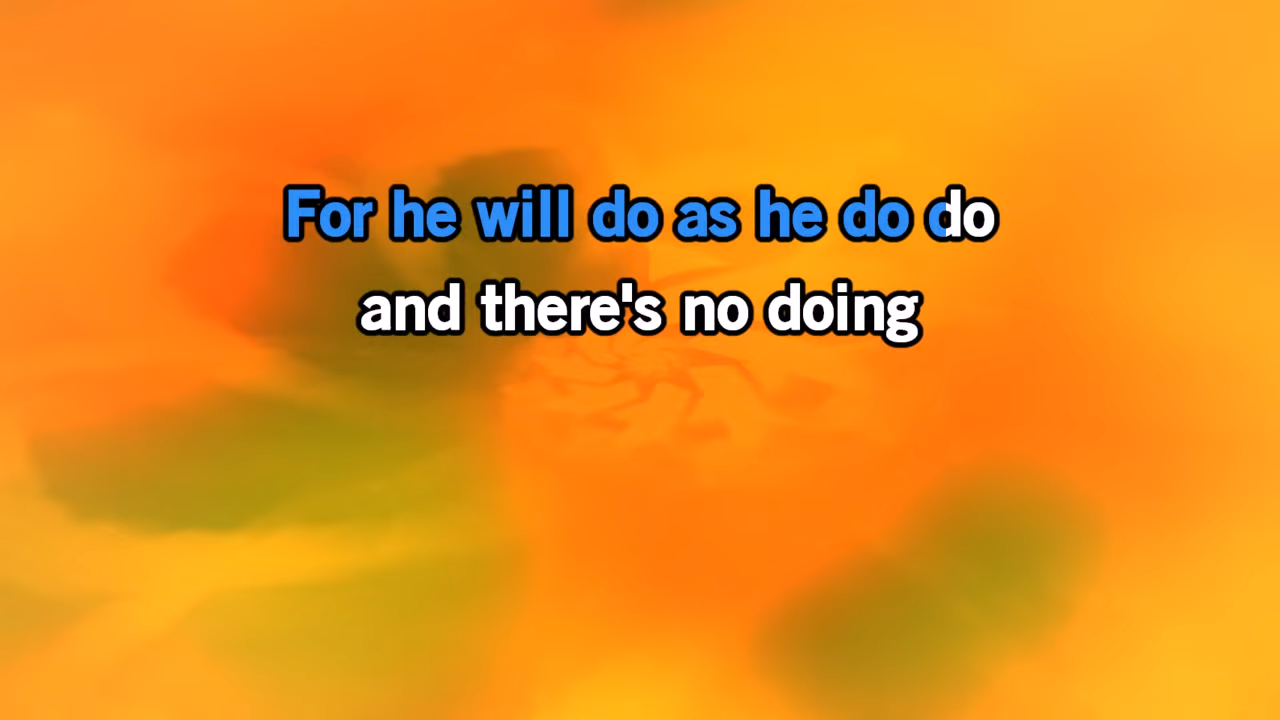 For he will do as he do do
and there's no doing